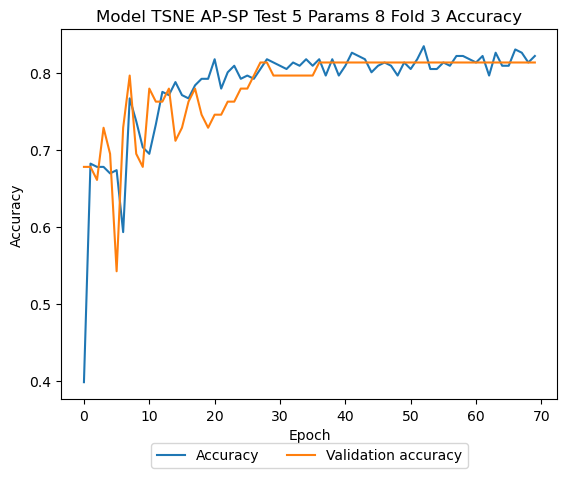 Model TSNE AP-SP Test 5 Params 8 Fold 3 Accuracy
Accuracy
0.8
0.7
0.6
0.5
0.4
0 10 20 30 40 50 60 70
Epoch
Accuracy Validation accuracy